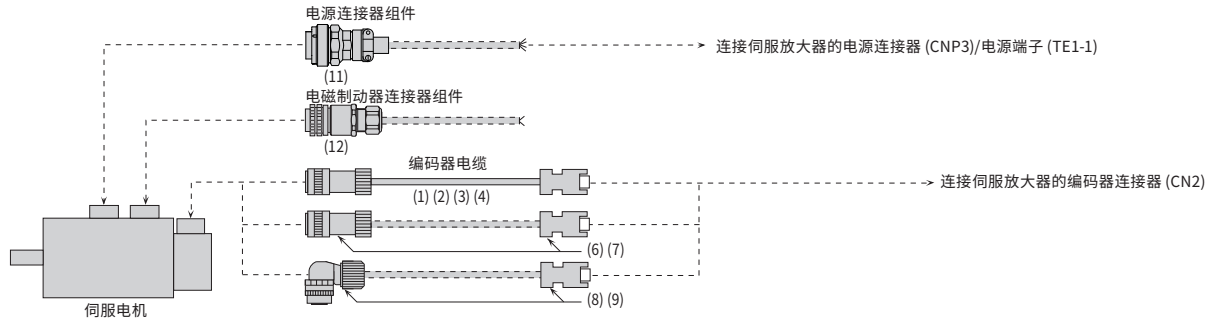 电源连接器组件
连接伺服放大器的电源连接器 (CNP3)/电源端子 (TE1-1)
(11)
电磁制动器连接器组件
(12)
编码器电缆
(1) (2) (3) (4)
连接伺服放大器的编码器连接器 (CN2)
(6) (7)
(8) (9)
伺服电机